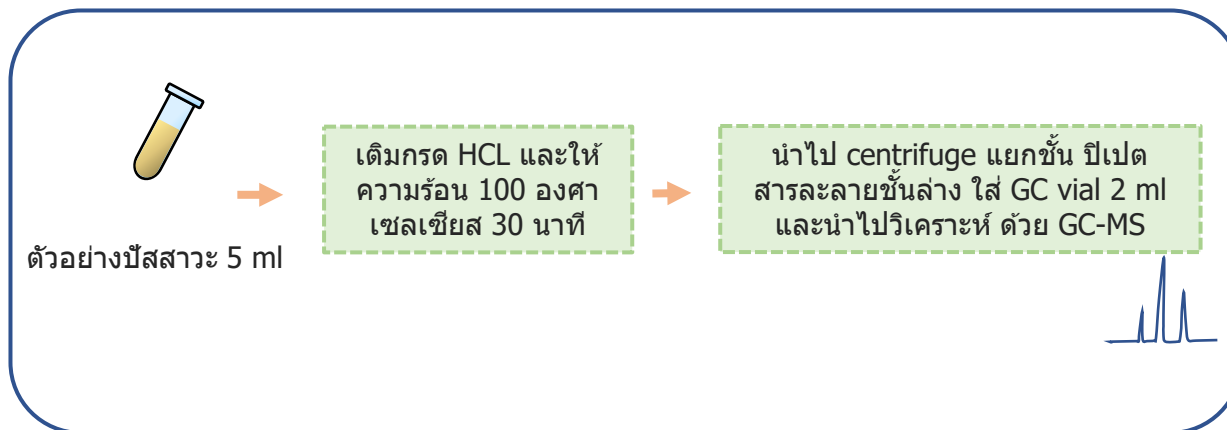 ตัวอย่างปัสสาวะ 5 ml
เติมกรด HCL และให้
ความร้อน 100 องศา
เซลเซียส 30 นาที
นำไป centrifuge แยกชั้น ปิเปต
สารละลายชั้นล่าง ใส่ GC vial 2 ml
และนำไปวิเคราะห์ ด้วย GC-MS